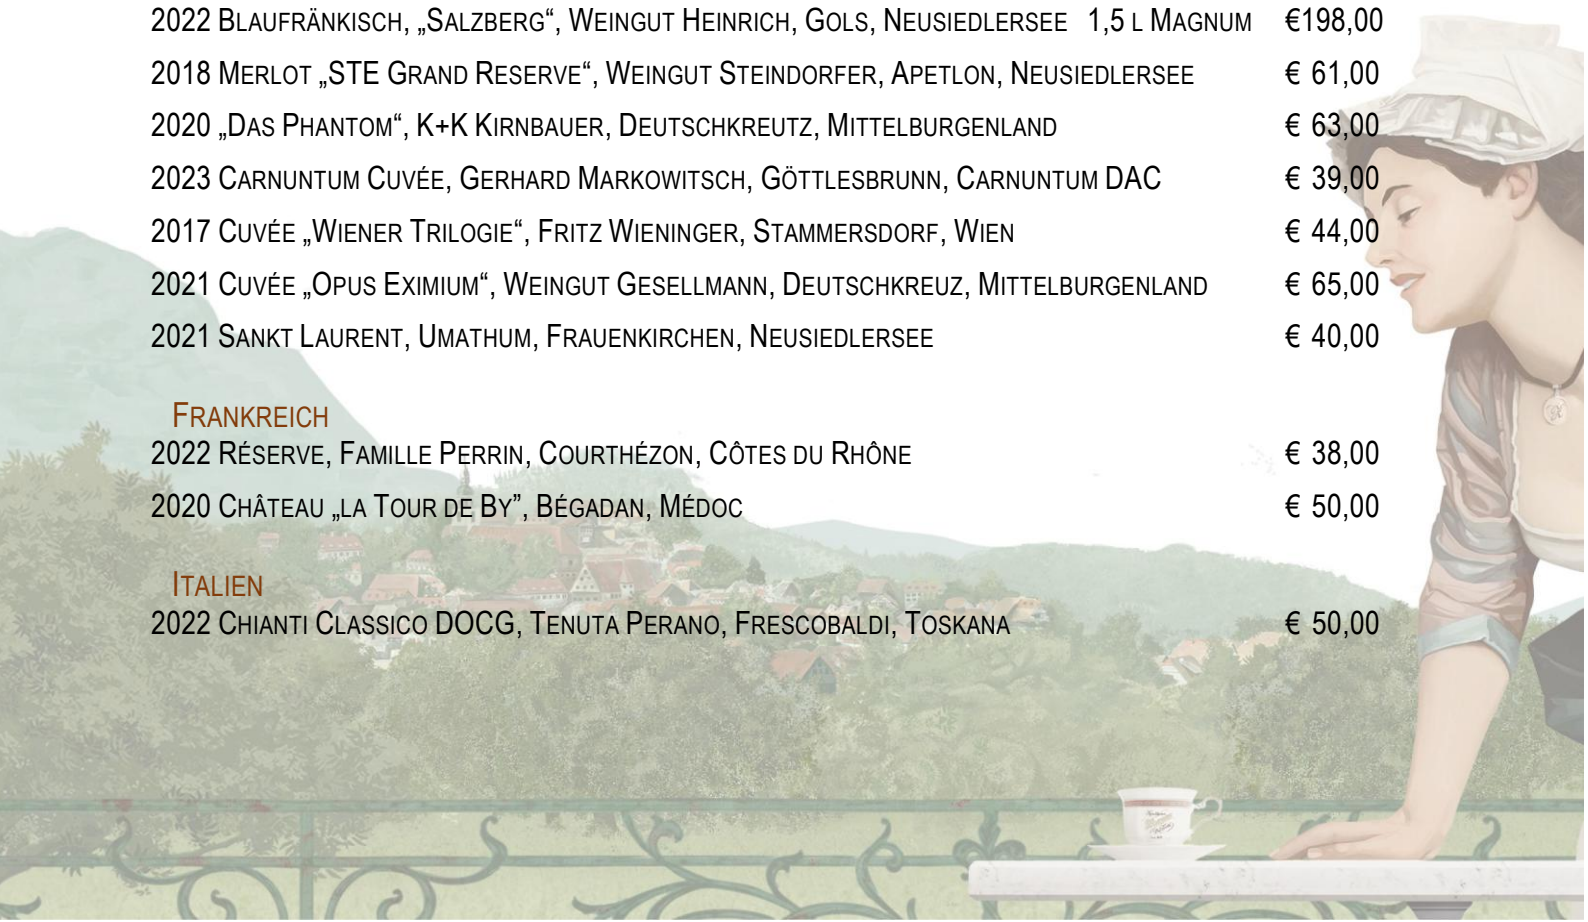 2022 Blaufränkisch, „Salzberg“, Weingut Heinrich, Gols, Neusiedlersee 1,5 l Magnum €198,00
2018 Merlot „STE Grand Reserve“, Weingut Steindorfer, Apetlon, Neusiedlersee € 61,00
2020 „Das Phantom“, K+K Kirnbauer, Deutschkreutz, Mittelburgenland € 63,00
2023 Carnuntum Cuvée, Gerhard Markowitsch, Göttlesbrunn, Carnuntum DAC € 39,00
2017 Cuvée „Wiener Trilogie“, Fritz Wieninger, Stammersdorf, Wien € 44,00
2021 Cuvée „Opus Eximium“, Weingut Gesellmann, Deutschkreuz, Mittelburgenland € 65,00
2021 Sankt Laurent, Umathum, Frauenkirchen, Neusiedlersee € 40,00
Frankreich
2022 Réserve, Famille Perrin, Courthézon, Côtes du Rhône € 38,00
2020 Château „la Tour de By”, Bégadan, Médoc € 50,00
Italien
2022 Chianti Classico DOCG, Tenuta Perano, Frescobaldi, Toskana € 50,00